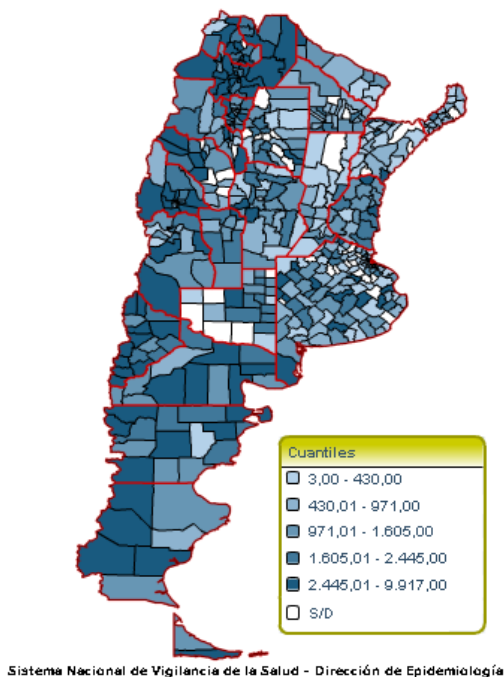 Cuantiles
3,00 - 430,00
430,01 - 971,00
971,01 - 1.605,00
1.605,01 - 2.445,00
2.445,01 - 9.917,00
S/D
Sistema Nacional de Vigilancia de la Salud - Dirección de Epidemiología